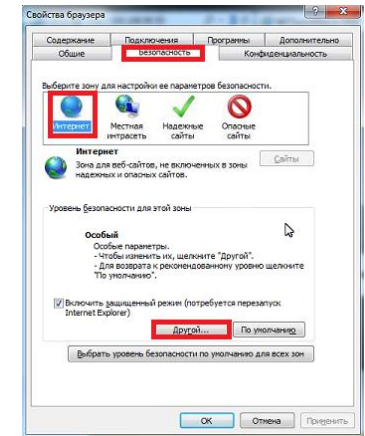 Свойства браузера
Содержание Подключения Программы Дополнительно
Общие Безопасность Конфиденциальность
Выберите зону для настройки ее параметров безопасности.
Интернет Местная интрасеть Надежные сайты Опасные сайты
Интернет
Зона для веб-сайтов, не включенных в зоны
надежных и опасных сайтов.
Сайты
Уровень безопасности для этой зоны
Особый
Особые параметры.
- Чтобы изменить их, щелкните "Другой".
- Для возврата к рекомендованному уровню щелкните
"По умолчанию".
Включить защищенный режим (потребуется перезапуск
Internet Explorer)
Другой... По умолчанию
Выбрать уровень безопасности по умолчанию для всех зон
OK Отмена Применить